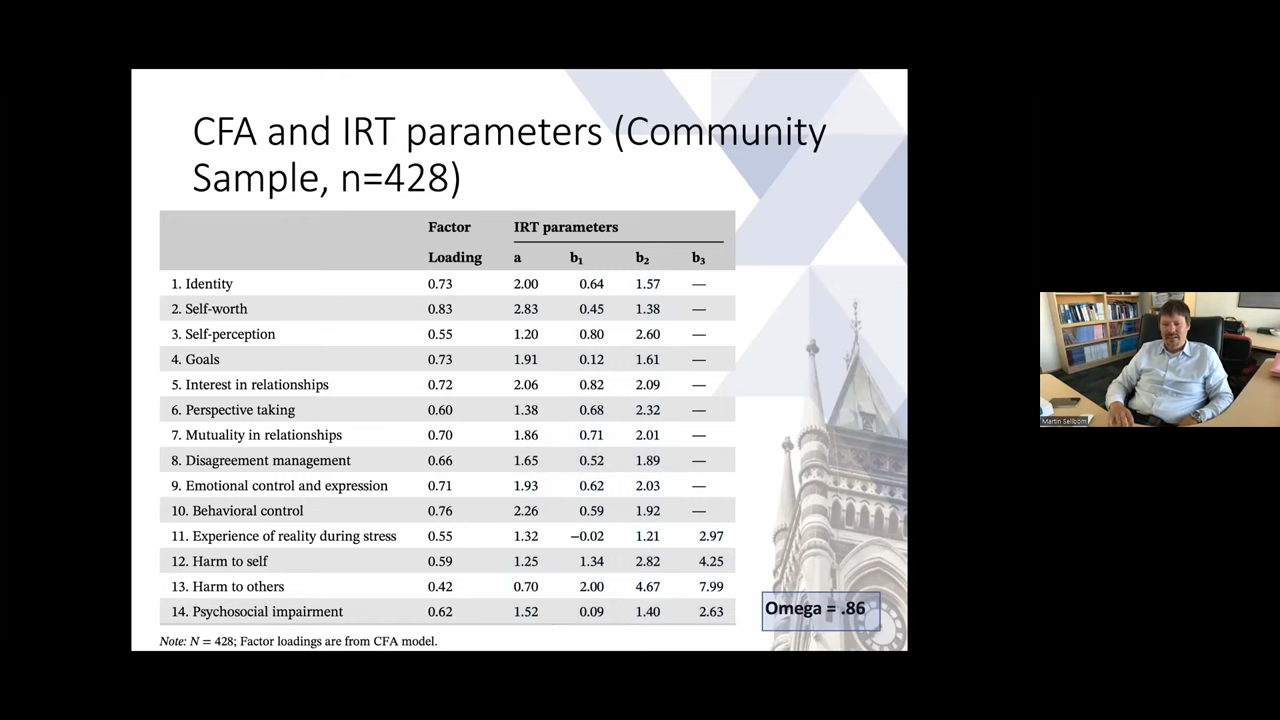 CFA and IRT parameters (Community
Sample, n=428)
Factor IRT parameters
Loading a b₁ b₂ b₃
1. Identity 0.73 2.00 0.64 1.57 —
2. Self-worth 0.83 2.83 0.45 1.38 —
3. Self-perception 0.55 1.20 0.80 2.60 —
4. Goals 0.73 1.91 0.12 1.61 —
5. Interest in relationships 0.72 2.06 0.82 2.09 —
6. Perspective taking 0.60 1.38 0.68 2.32 —
7. Mutuality in relationships 0.70 1.86 0.71 2.01 —
8. Disagreement management 0.66 1.65 0.52 1.89 —
9. Emotional control and expression 0.71 1.93 0.62 2.03 —
10. Behavioral control 0.76 2.26 0.59 1.92 —
11. Experience of reality during stress 0.55 1.32 −0.02 1.21 2.97
12. Harm to self 0.59 1.25 1.34 2.82 4.25
13. Harm to others 0.42 0.70 2.00 4.67 7.99
14. Psychosocial impairment 0.62 1.52 0.09 1.40 2.63
Note: N = 428; Factor loadings are from CFA model.
Omega = .86
Martin Sellbom